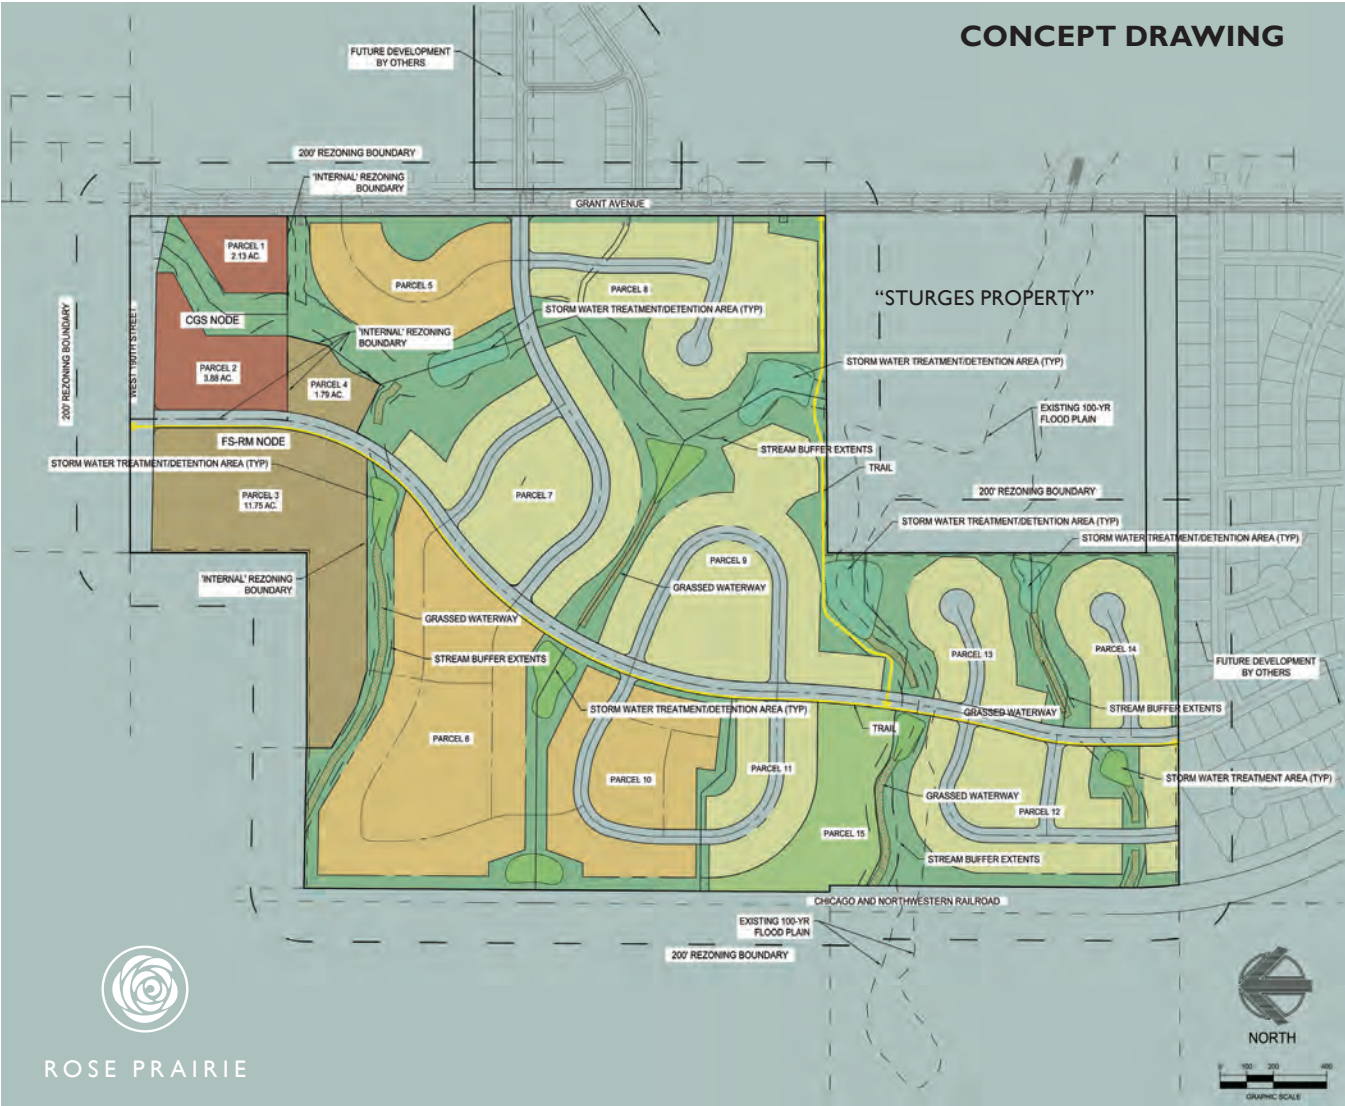 CONCEPT DRAWING
FUTURE DEVELOPMENT
BY OTHERS
200' REZONING BOUNDARY
'INTERNAL' REZONING
BOUNDARY
GRANT AVENUE
PARCEL 1
2.13 AC.
PARCEL 5
PARCEL 8
"STURGES PROPERTY"
STORM WATER TREATMENT/DETENTION AREA (TYP)
CGS NODE
'INTERNAL' REZONING
BOUNDARY
200' REZONING BOUNDARY
WEST 190TH STREET
STORM WATER TREATMENT/DETENTION AREA (TYP)
PARCEL 2
3.88 AC.
PARCEL 4
1.79 AC.
EXISTING 100-YR
FLOOD PLAIN
FS-RM NODE
STREAM BUFFER EXTENTS
STORM WATER TREATMENT/DETENTION AREA (TYP)
TRAIL
PARCEL 3
11.75 AC.
PARCEL 7
200' REZONING BOUNDARY
STORM WATER TREATMENT/DETENTION AREA (TYP)
STORM WATER TREATMENT/DETENTION AREA (TYP)
PARCEL 9
'INTERNAL' REZONING
BOUNDARY
GRASSED WATERWAY
GRASSED WATERWAY
STREAM BUFFER EXTENTS
PARCEL 13
PARCEL 14
FUTURE DEVELOPMENT
BY OTHERS
STORM WATER TREATMENT/DETENTION AREA (TYP)
GRASSED WATERWAY
STREAM BUFFER EXTENTS
TRAIL
PARCEL 6
PARCEL 10
PARCEL 11
STORM WATER TREATMENT AREA (TYP)
GRASSED WATERWAY
PARCEL 12
PARCEL 15
STREAM BUFFER EXTENTS
CHICAGO AND NORTHWESTERN RAILROAD
EXISTING 100-YR
FLOOD PLAIN
200' REZONING BOUNDARY
ROSE PRAIRIE
NORTH
0 100 200 400
GRAPHIC SCALE